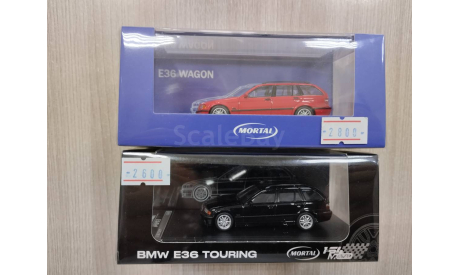 E36 WAGON
ScaleBay
MORTAL
2800
2600
BMW E36 TOURING
MORTAL